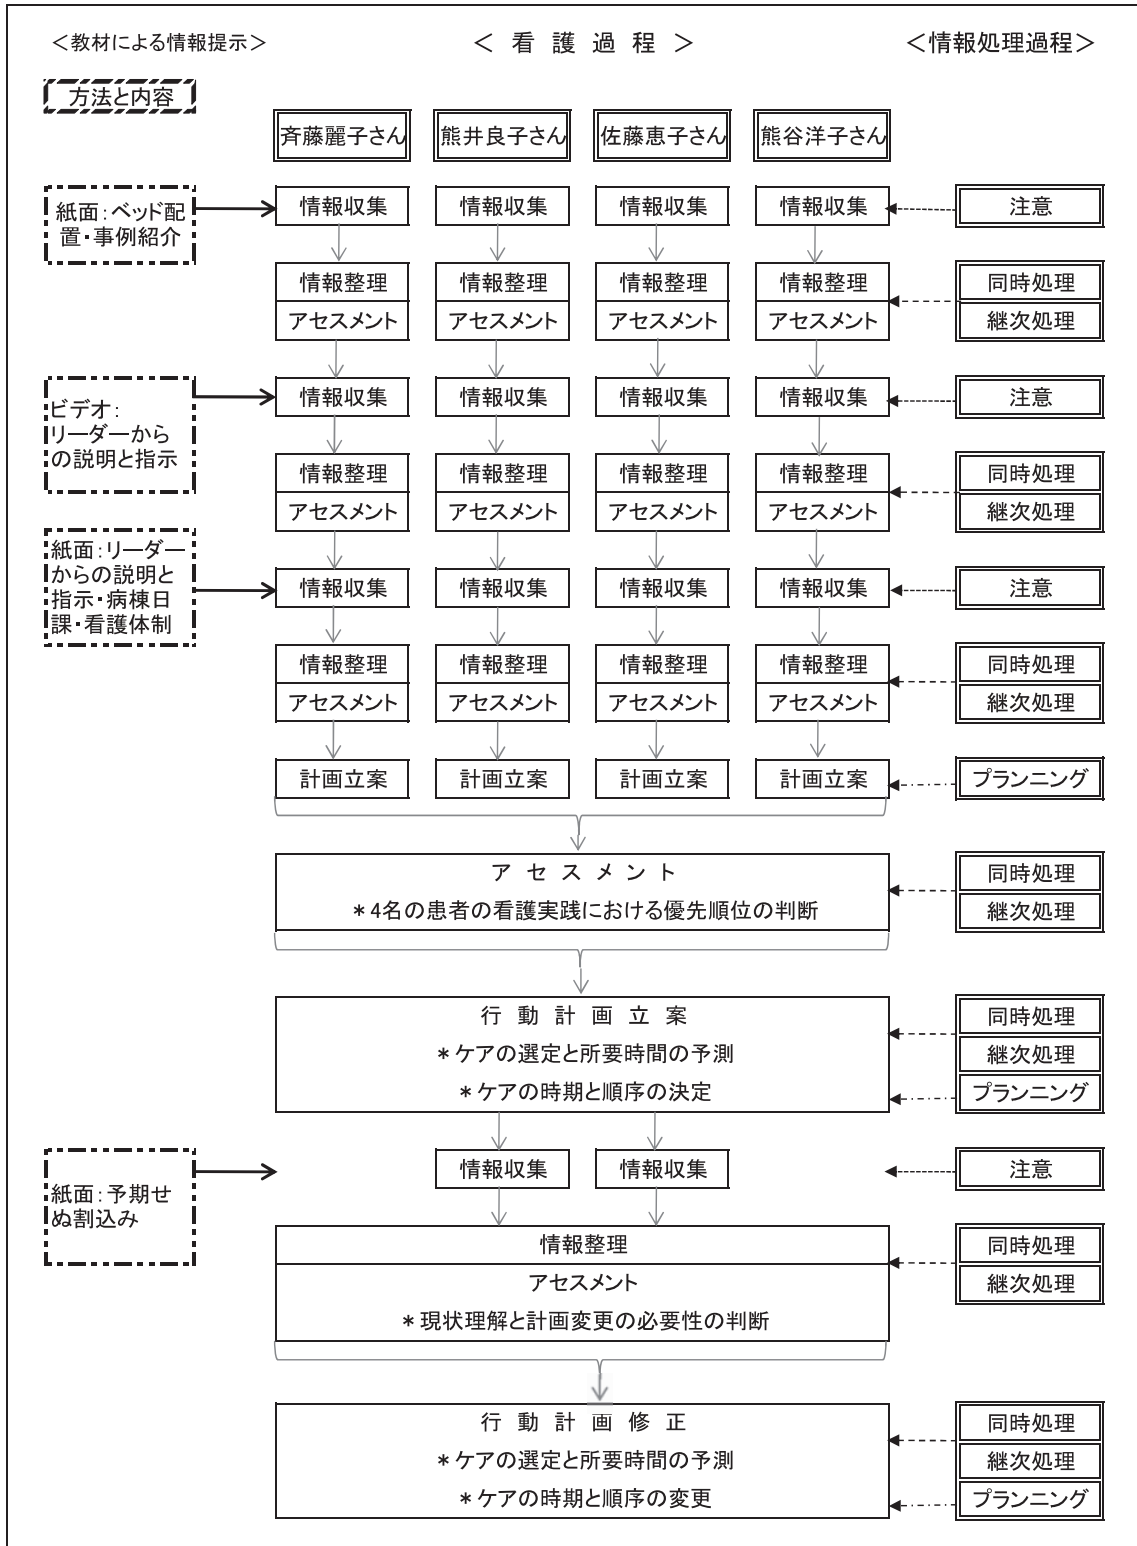 ＜教材による情報提示＞
＜ 看 護 過 程 ＞
＜情報処理過程＞
方法と内容
斉藤麗子さん
熊井良子さん
佐藤恵子さん
熊谷洋子さん
紙面：ベッド配
置・事例紹介
情報収集
情報収集
情報収集
情報収集
注意
情報整理
情報整理
情報整理
情報整理
同時処理
アセスメント
アセスメント
アセスメント
アセスメント
継次処理
ビデオ：
リーダーから
の説明と指示
情報収集
情報収集
情報収集
情報収集
注意
情報整理
情報整理
情報整理
情報整理
同時処理
アセスメント
アセスメント
アセスメント
アセスメント
継次処理
紙面：リーダー
からの説明と
指示・病棟日
課・看護体制
情報収集
情報収集
情報収集
情報収集
注意
情報整理
情報整理
情報整理
情報整理
同時処理
アセスメント
アセスメント
アセスメント
アセスメント
継次処理
計画立案
計画立案
計画立案
計画立案
プランニング
ア セ ス メ ン ト
＊4名の患者の看護実践における優先順位の判断
同時処理
継次処理
行 動 計 画 立 案
＊ケアの選定と所要時間の予測
＊ケアの時期と順序の決定
同時処理
継次処理
プランニング
紙面：予期せ
ぬ割込み
情報収集
情報収集
注意
情報整理
アセスメント
＊現状理解と計画変更の必要性の判断
同時処理
継次処理
行 動 計 画 修 正
＊ケアの選定と所要時間の予測
＊ケアの時期と順序の変更
同時処理
継次処理
プランニング